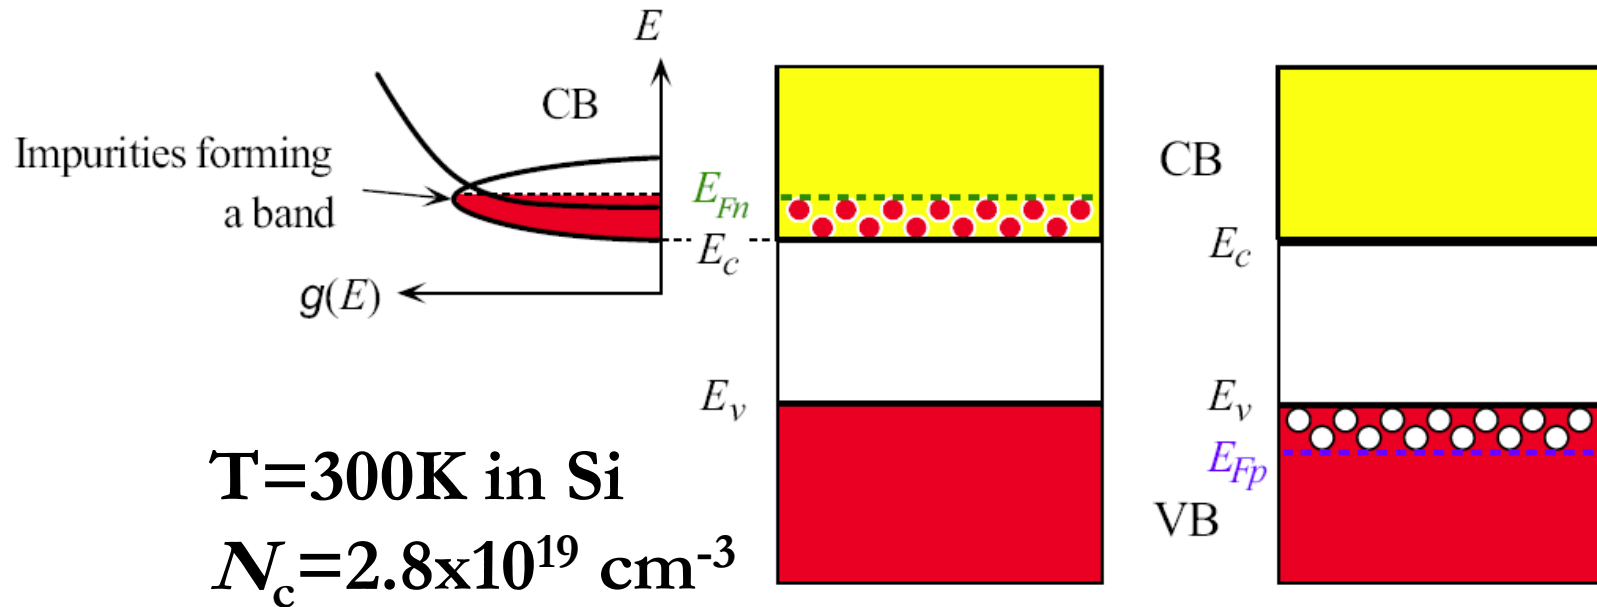 E
CB
Impurities forming
a band
g(E)
E_Fn
E_c
E_v
CB
E_c
E_v
E_Fp
VB
T=300K in Si
N_c=2.8x10^19 cm^-3